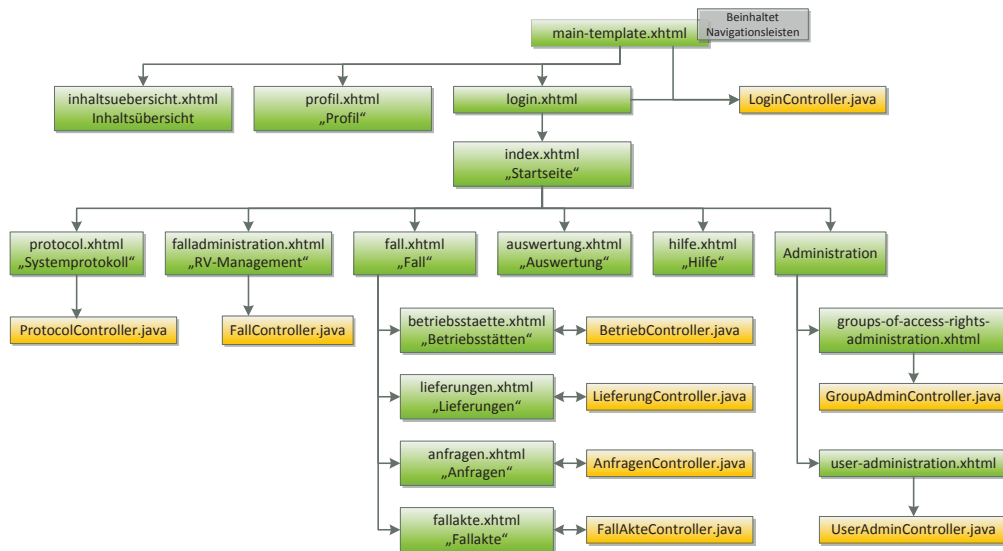 Beinhaltet
Navigationsleisten
main-template.xhtml
inhaltsuebersicht.xhtml
Inhaltsübersicht
profil.xhtml
„Profil“
login.xhtml
LoginController.java
index.xhtml
„Startseite“
protocol.xhtml
„Systemprotokoll“
falladministration.xhtml
„RV-Management“
fall.xhtml
„Fall“
auswertung.xhtml
„Auswertung“
hilfe.xhtml
„Hilfe“
Administration
ProtocolController.java
FallController.java
betriebsstaette.xhtml
„Betriebsstätten“
BetriebController.java
groups-of-access-rights-
administration.xhtml
lieferungen.xhtml
„Lieferungen“
LieferungController.java
GroupAdminController.java
anfragen.xhtml
„Anfragen“
AnfragenController.java
user-administration.xhtml
fallakte.xhtml
„Fallakte“
FallAkteController.java
UserAdminController.java